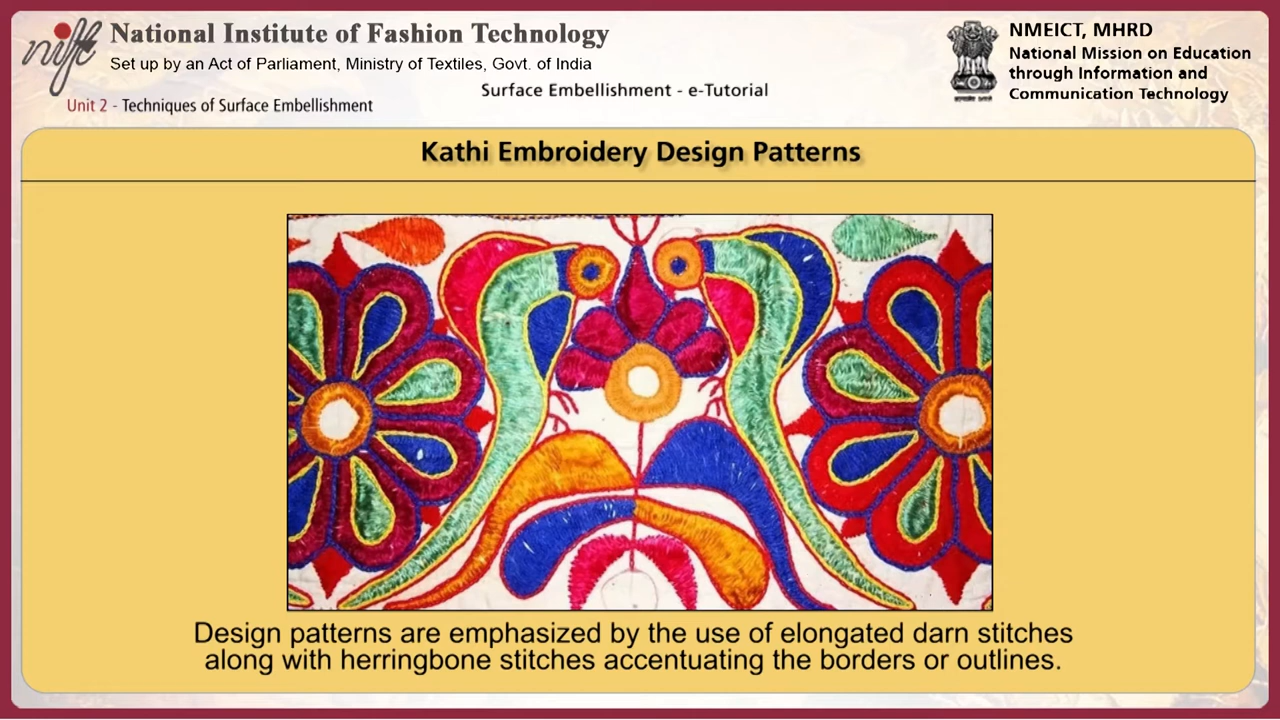 nift
National Institute of Fashion Technology
Set up by an Act of Parliament, Ministry of Textiles, Govt. of India
Unit 2 - Techniques of Surface Embellishment
Surface Embellishment - e-Tutorial
NMEICT, MHRD
National Mission on Education
through Information and
Communication Technology
Kathi Embroidery Design Patterns
Design patterns are emphasized by the use of elongated darn stitches
along with herringbone stitches accentuating the borders or outlines.